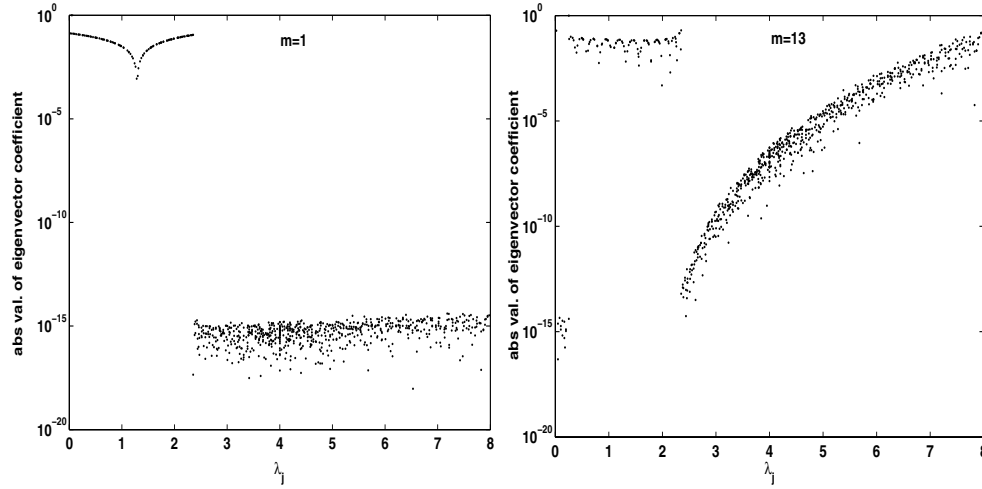 10^0
10^-5
10^-10
10^-15
10^-20
abs val. of eigenvector coefficient
m=1
0 1 2 3 4 5 6 7 8
λ_j
10^0
10^-5
10^-10
10^-15
10^-20
abs val. of eigenvector coefficient
m=13
0 1 2 3 4 5 6 7 8
λ_j